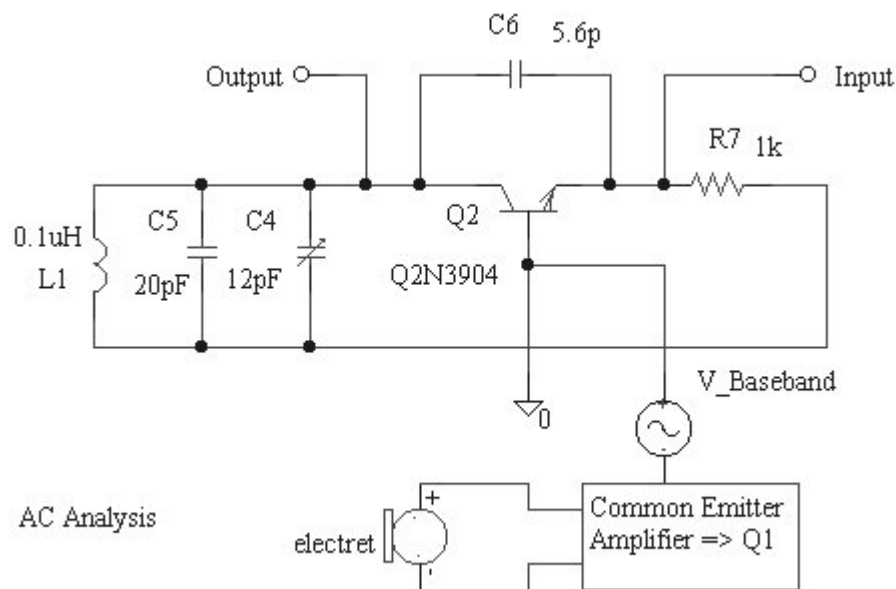 C6 5.6p
Output
Input
R7 1k
0.1uH
L1
C5
20pF
C4
12pF
Q2
Q2N3904
0
V_Baseband
+
-
AC Analysis
electret
+
-
Common Emitter
Amplifier => Q1